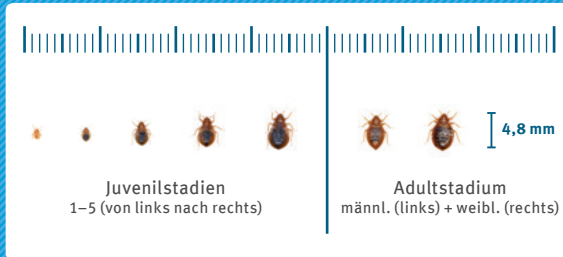 4,8 mm
Juvenilstadien
1–5 (von links nach rechts)
Adultstadium
männl. (links) + weibl. (rechts)